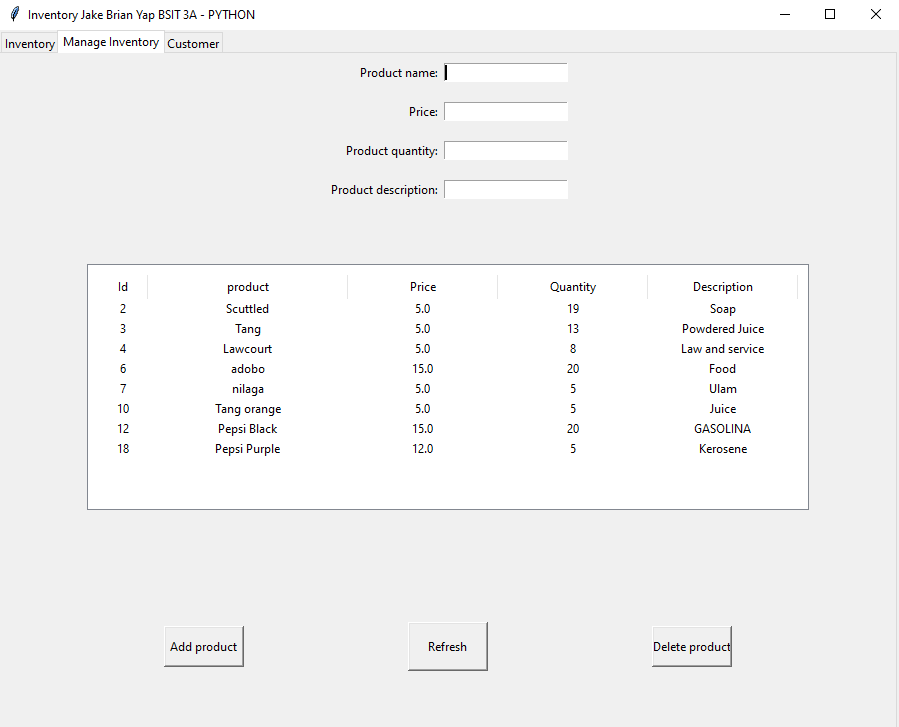 Inventory Jake Brian Yap BSIT 3A - PYTHON
Inventory Manage Inventory Customer
Product name:
Price:
Product quantity:
Product description:
Id product Price Quantity Description
2 Scuttled 5.0 19 Soap
3 Tang 5.0 13 Powdered Juice
4 Lawcourt 5.0 8 Law and service
6 adobo 15.0 20 Food
7 nilaga 5.0 5 Ulam
10 Tang orange 5.0 5 Juice
12 Pepsi Black 15.0 20 GASOLINA
18 Pepsi Purple 12.0 5 Kerosene
Add product Refresh Delete product